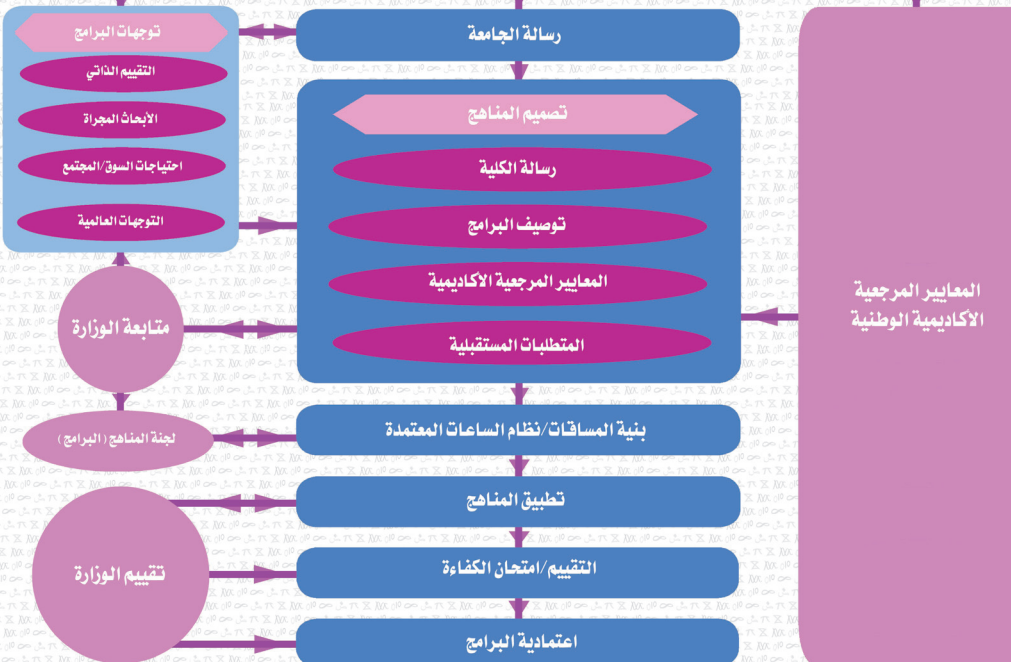 المعايير المرجعية
الأكاديمية الوطنية
رسالة الجامعة
تصميم المناهج
رسالة الكلية
توصيف البرامج
المعايير المرجعية الأكاديمية
المتطلبات المستقبلية
بنية المساقات/نظام الساعات المعتمدة
تطبيق المناهج
التقييم/امتحان الكفاءة
اعتمادية البرامج
توجهات البرامج
التقييم الذاتي
الأبحاث المجراة
احتياجات السوق/المجتمع
التوجهات العالمية
متابعة الوزارة
لجنة المناهج (البرامج)
تقييم الوزارة